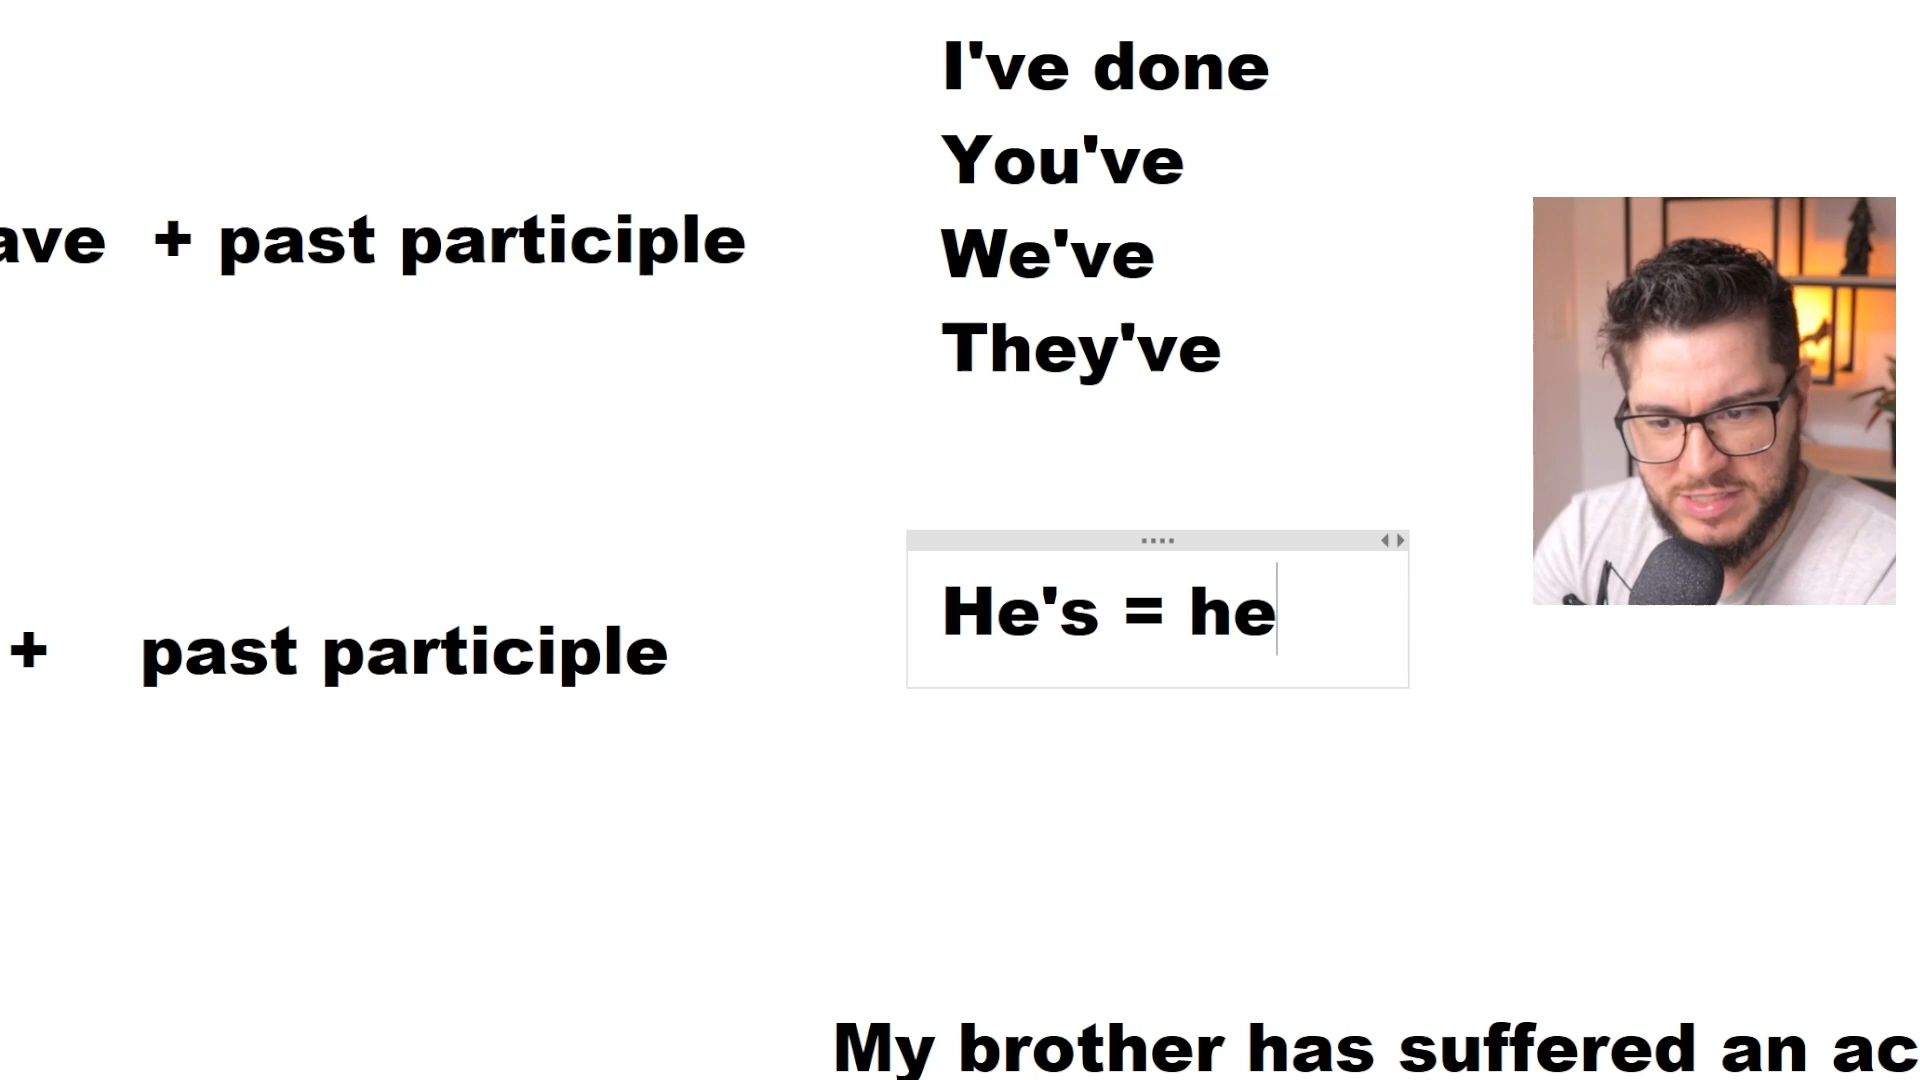 I've done
You've
We've
They've
ave + past participle
He's = he
+ past participle
My brother has suffered an ac